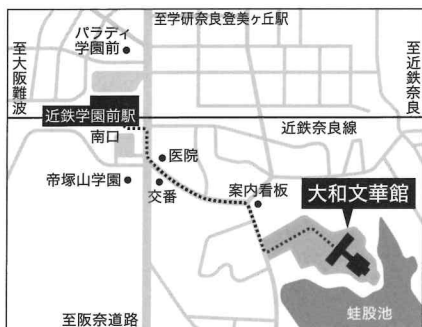 至学研奈良登美ヶ丘駅
パラディ
学園前
至大阪難波
至近鉄奈良
近鉄学園前駅
近鉄奈良線
南口
医院
帝塚山学園
交番
案内看板
大和文華館
蛙股池
至阪奈道路